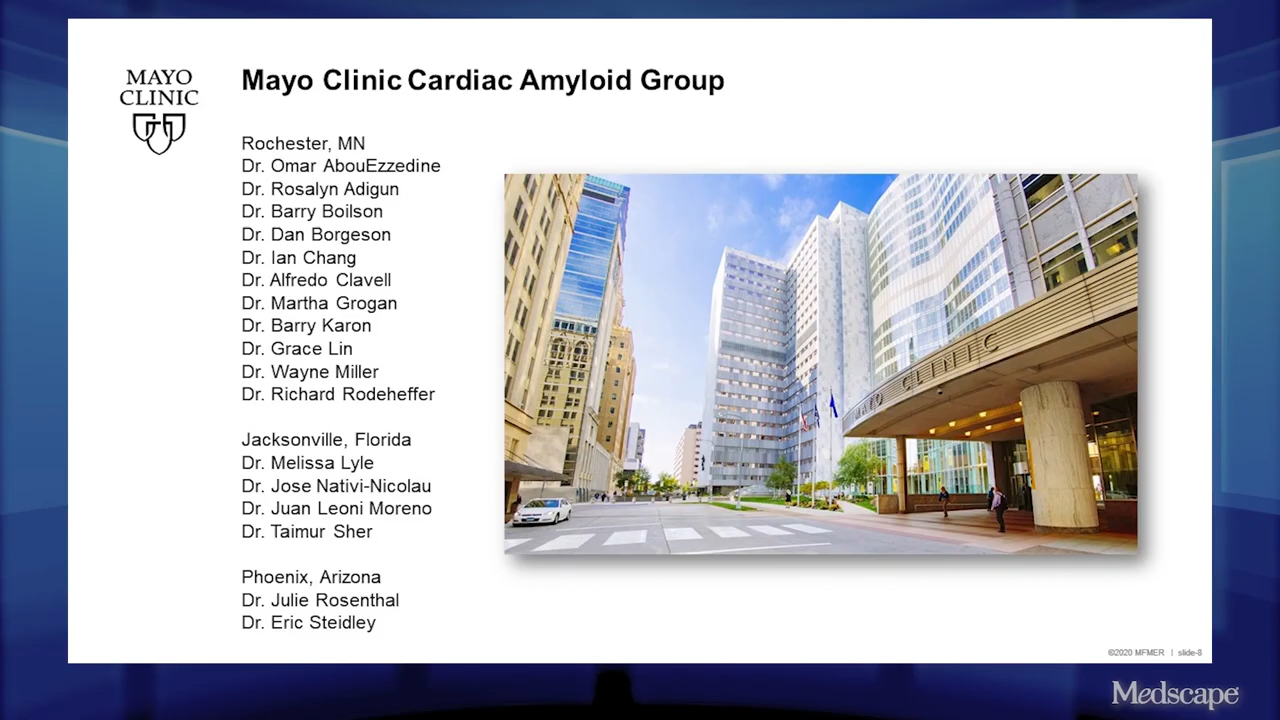 MAYO
CLINIC
Mayo Clinic Cardiac Amyloid Group
Rochester, MN
Dr. Omar AbouEzzedine
Dr. Rosalyn Adigun
Dr. Barry Boilson
Dr. Dan Borgeson
Dr. Ian Chang
Dr. Alfredo Clavell
Dr. Martha Grogan
Dr. Barry Karon
Dr. Grace Lin
Dr. Wayne Miller
Dr. Richard Rodeheffer
Jacksonville, Florida
Dr. Melissa Lyle
Dr. Jose Nativi-Nicolau
Dr. Juan Leoni Moreno
Dr. Taimur Sher
Phoenix, Arizona
Dr. Julie Rosenthal
Dr. Eric Steidley
MAYO CLINIC
©2020 MFMER | slide-8
Medscape